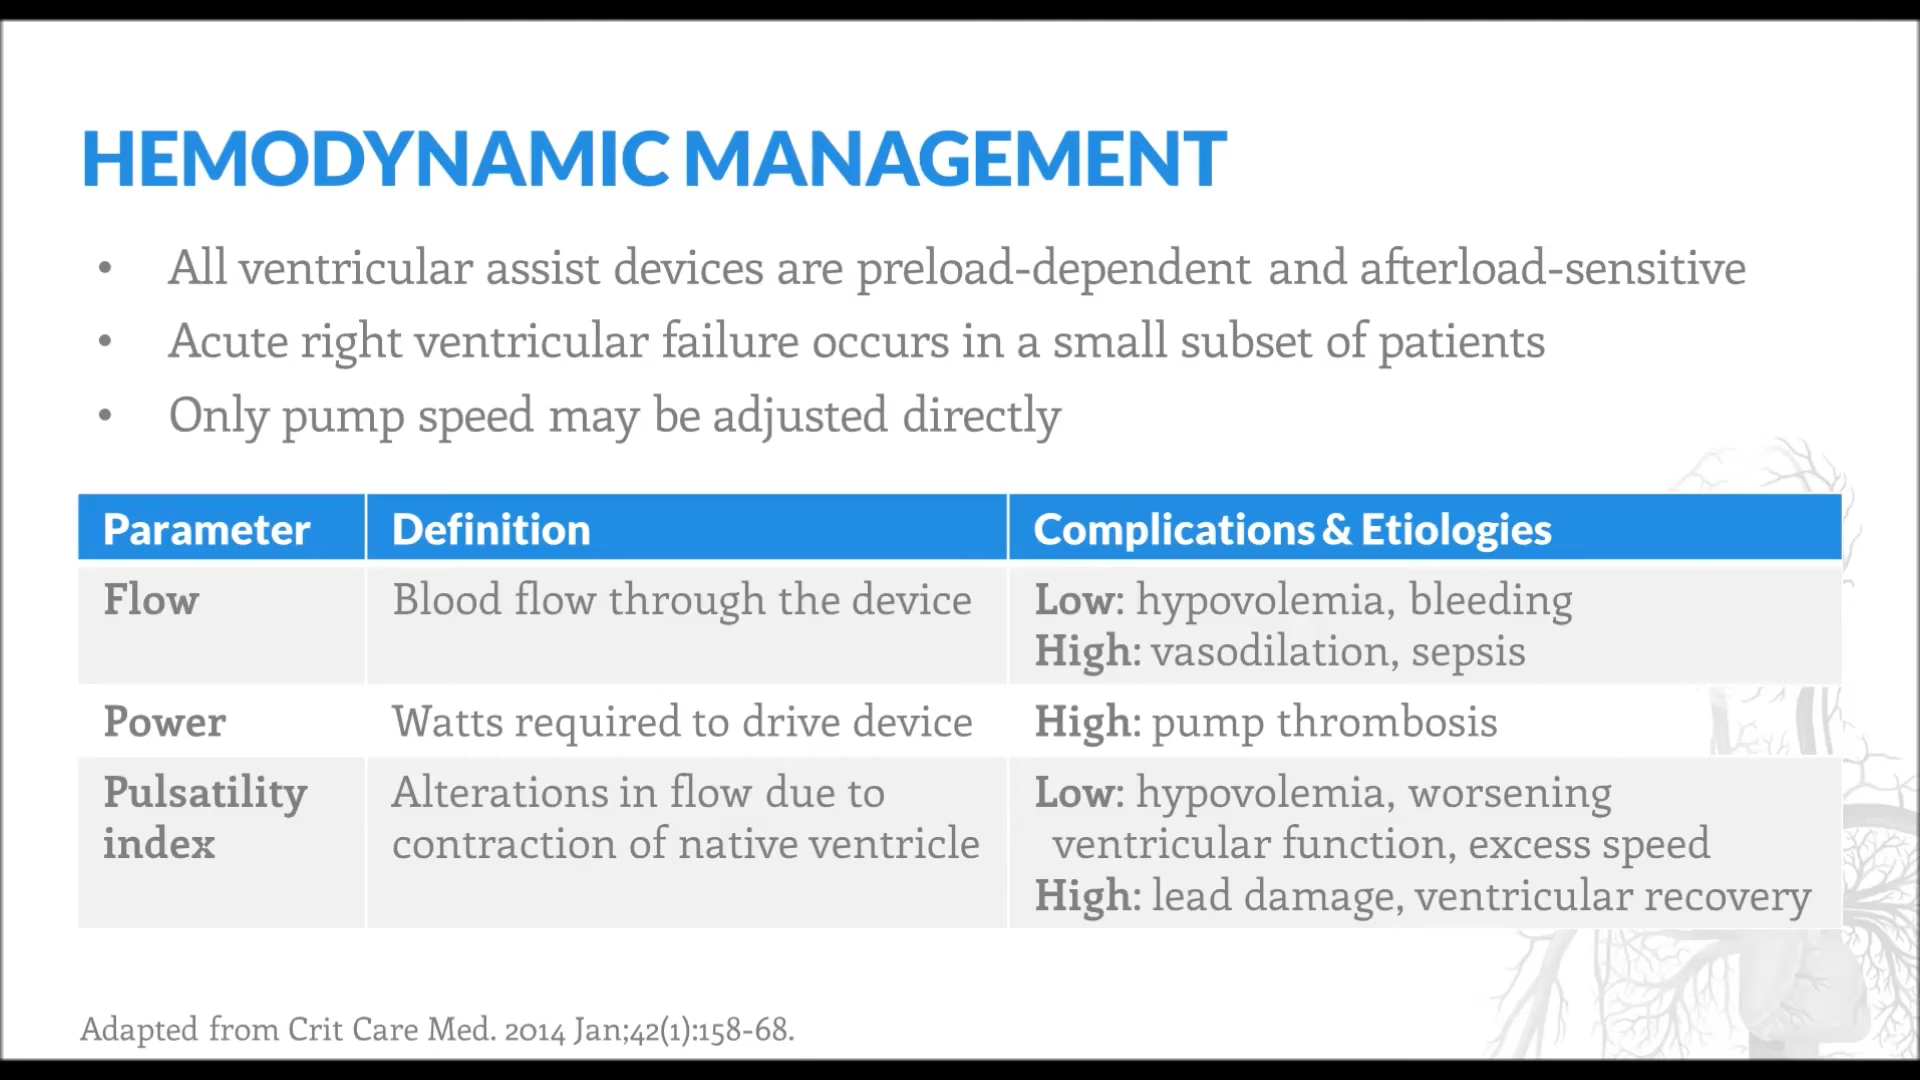 HEMODYNAMIC MANAGEMENT
• All ventricular assist devices are preload-dependent and afterload-sensitive
• Acute right ventricular failure occurs in a small subset of patients
• Only pump speed may be adjusted directly
Parameter Definition Complications & Etiologies
Flow Blood flow through the device Low: hypovolemia, bleeding
High: vasodilation, sepsis
Power Watts required to drive device High: pump thrombosis
Pulsatility Alterations in flow due to Low: hypovolemia, worsening
index contraction of native ventricle ventricular function, excess speed
High: lead damage, ventricular recovery
Adapted from Crit Care Med. 2014 Jan;42(1):158-68.